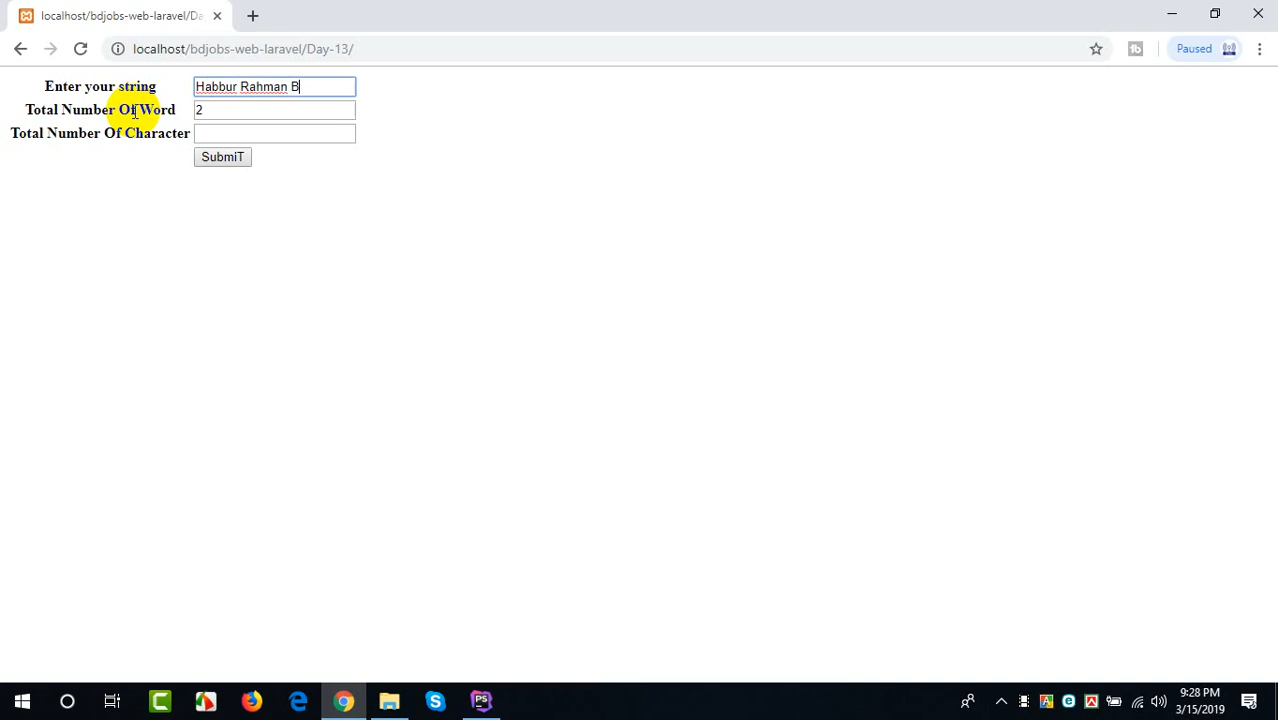 localhost/bdjobs-web-laravel/Da
localhost/bdjobs-web-laravel/Day-13/
Paused
Enter your string
Habbur Rahman B
Total Number Of Word
2
Total Number Of Character
SubmiT
PS
9:28 PM
3/15/2019